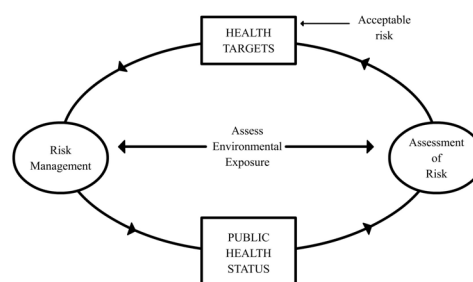 HEALTH
TARGETS
Acceptable
risk
Risk
Management
Assess
Environmental
Exposure
Assessment
of
Risk
PUBLIC
HEALTH
STATUS